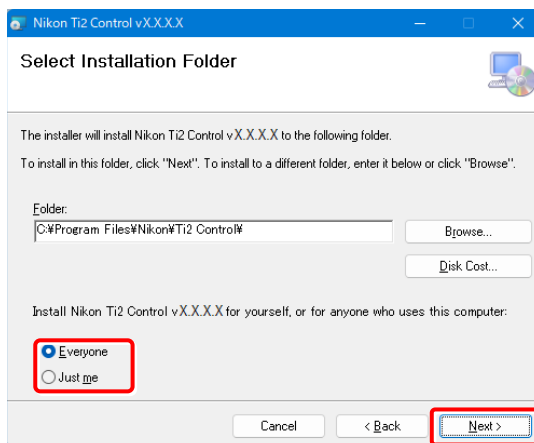 Nikon Ti2 Control vX.X.X.X
Select Installation Folder
The installer will install Nikon Ti2 Control vX.X.X.X to the following folder.
To install in this folder, click "Next". To install to a different folder, enter it below or click "Browse".
Folder:
C:¥Program Files¥Nikon¥Ti2 Control¥
Browse...
Disk Cost...
Install Nikon Ti2 Control vX.X.X.X for yourself, or for anyone who uses this computer:
Everyone
Just me
Cancel
< Back
Next >